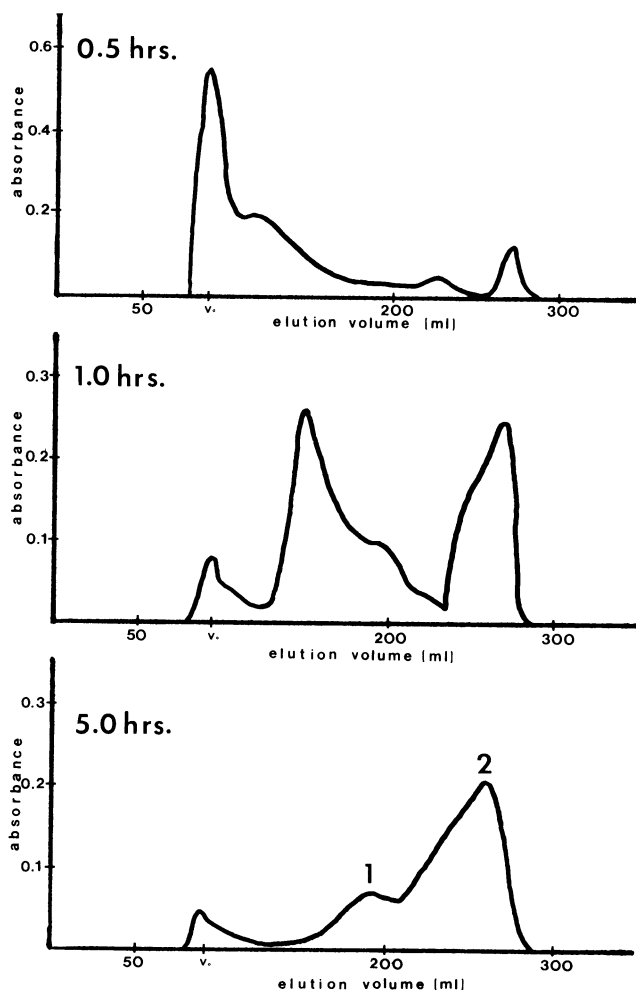 0.5 hrs.
0.6
0.4
0.2
absorbance
50
v.
200
300
elution volume (ml)
1.0 hrs.
0.3
0.2
0.1
absorbance
50
v.
200
300
elution volume (ml)
5.0 hrs.
0.3
0.2
0.1
absorbance
1
2
50
v.
200
300
elution volume (ml)